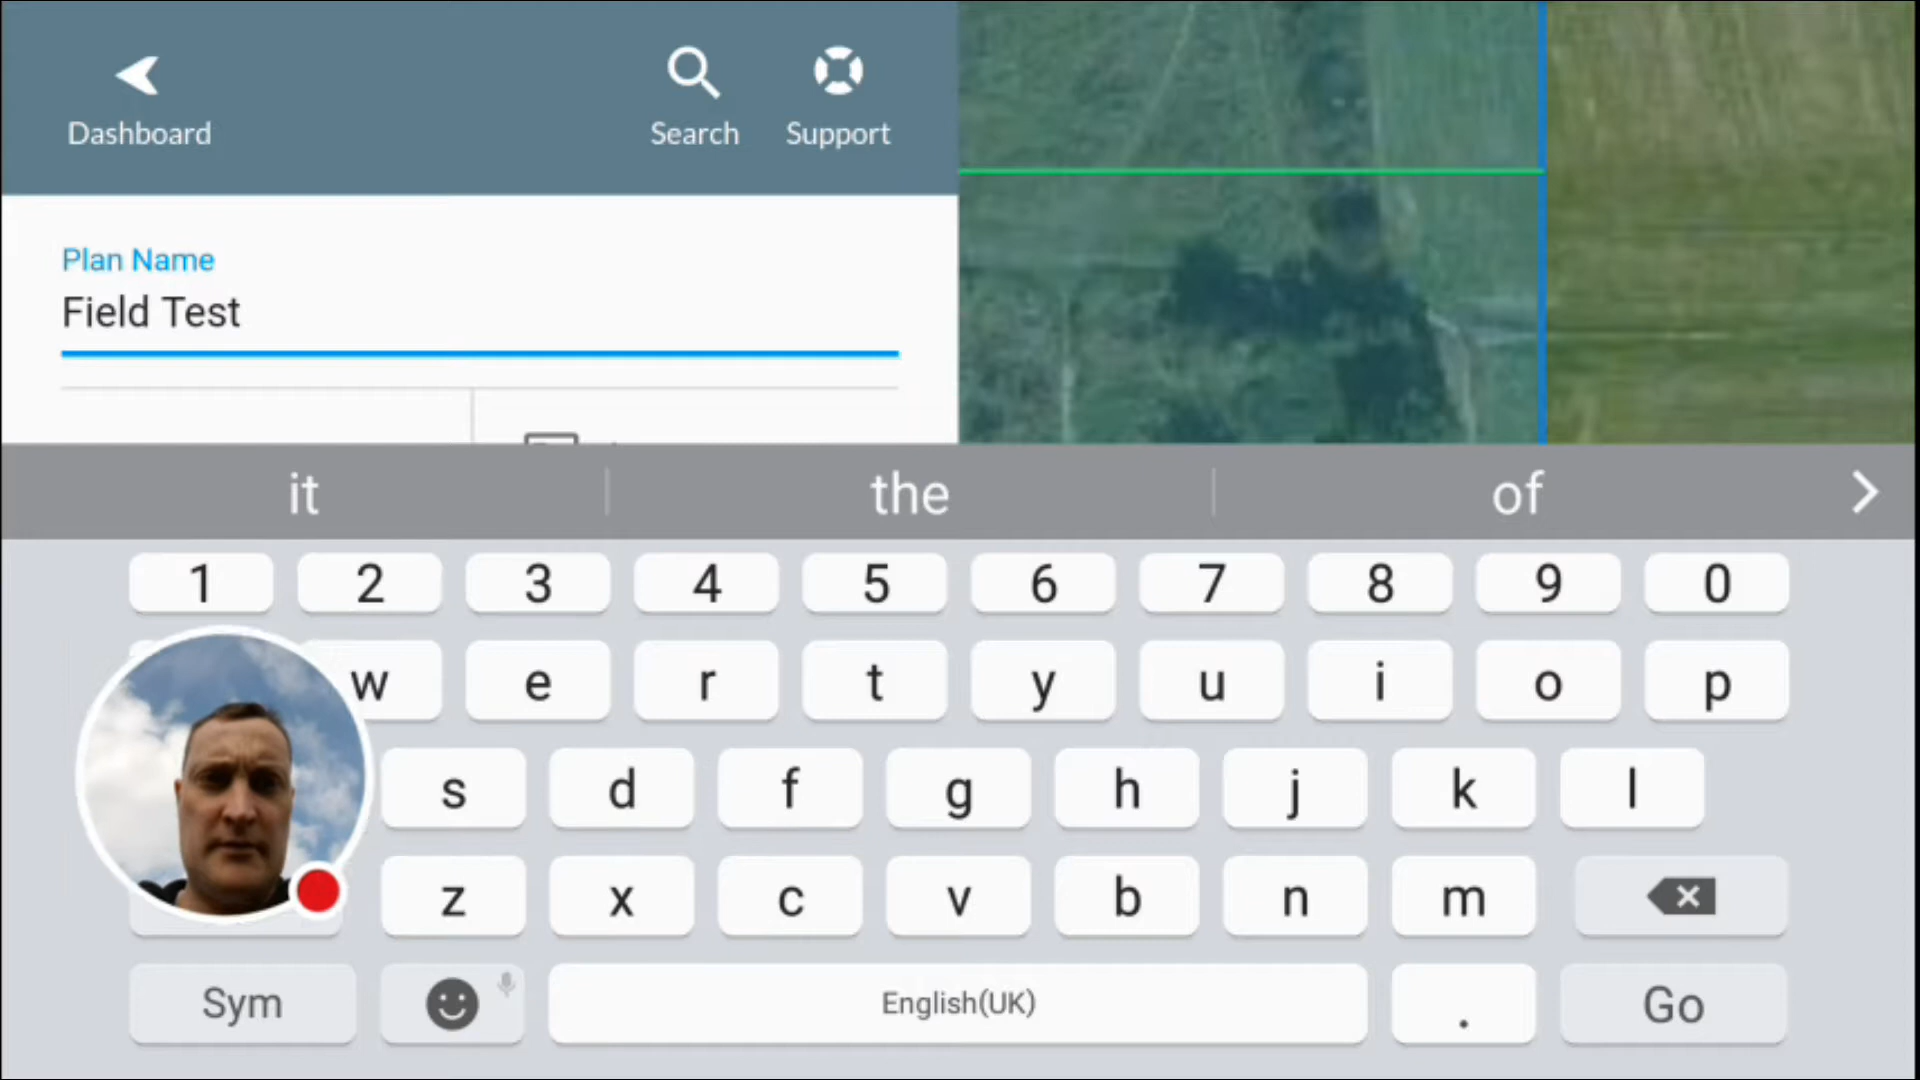 Dashboard
Search
Support
Plan Name
Field Test
it
the
of
1 2 3 4 5 6 7 8 9 0
w e r t y u i o p
s d f g h j k l
z x c v b n m
Sym
English(UK)
.
Go